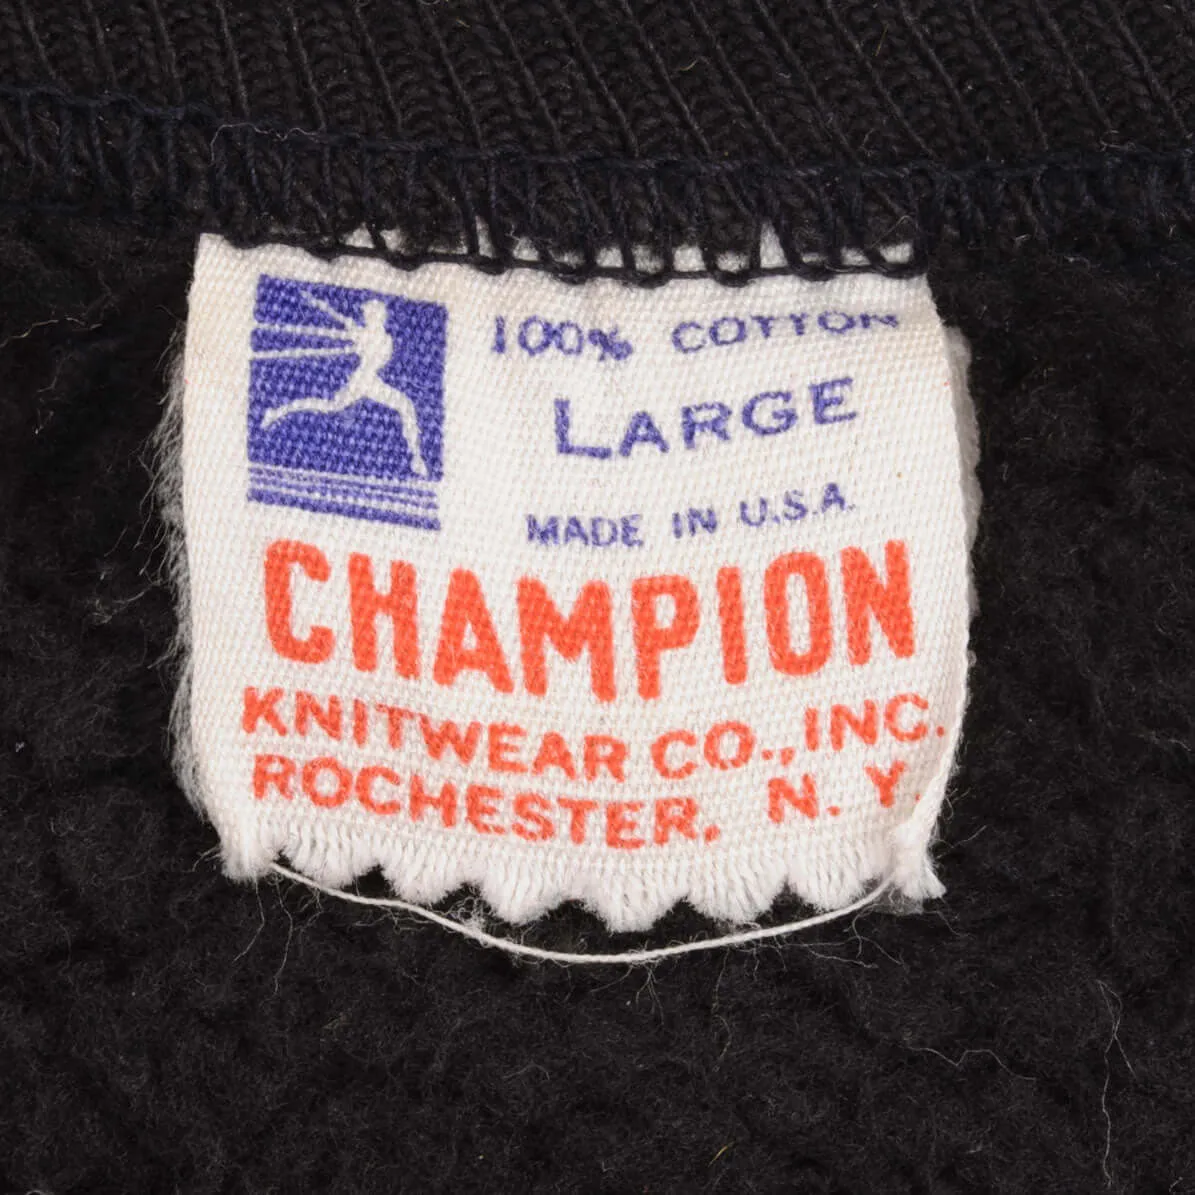 100% COTTON
LARGE
MADE IN U.S.A.
CHAMPION
KNITWEAR CO., INC.
ROCHESTER, N. Y.